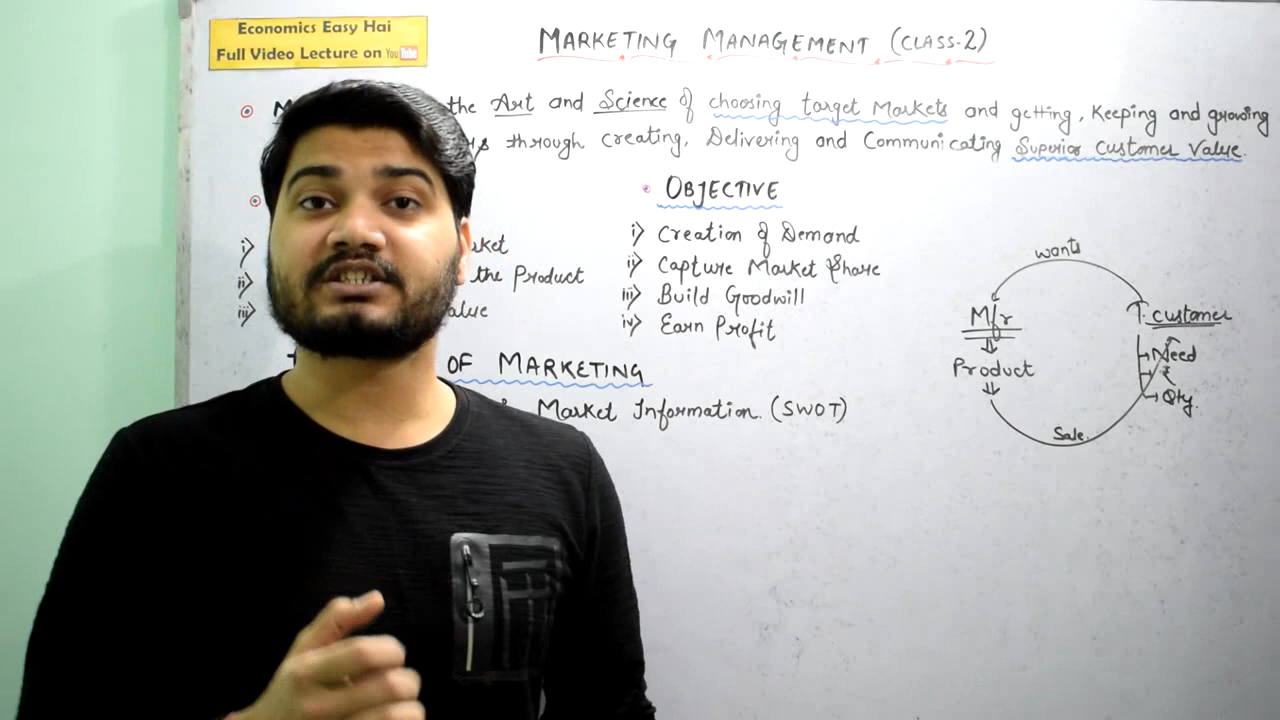 Economics Easy Hai
Full Video Lecture on YouTube
MARKETING MANAGEMENT (CLASS-2)
the Art and Science of choosing target Markets and getting, Keeping and growing
through creating, Delivering and Communicating Superior Customer Value.
OBJECTIVE
i>
ii> the Product
iii>
i> Creation of Demand
ii> Capture Market Share
iii> Build Goodwill
iv> Earn Profit
wants
M/r
Product
Sale.
customer
Need
Qty.
OF MARKETING
Market Information. (SWOT)